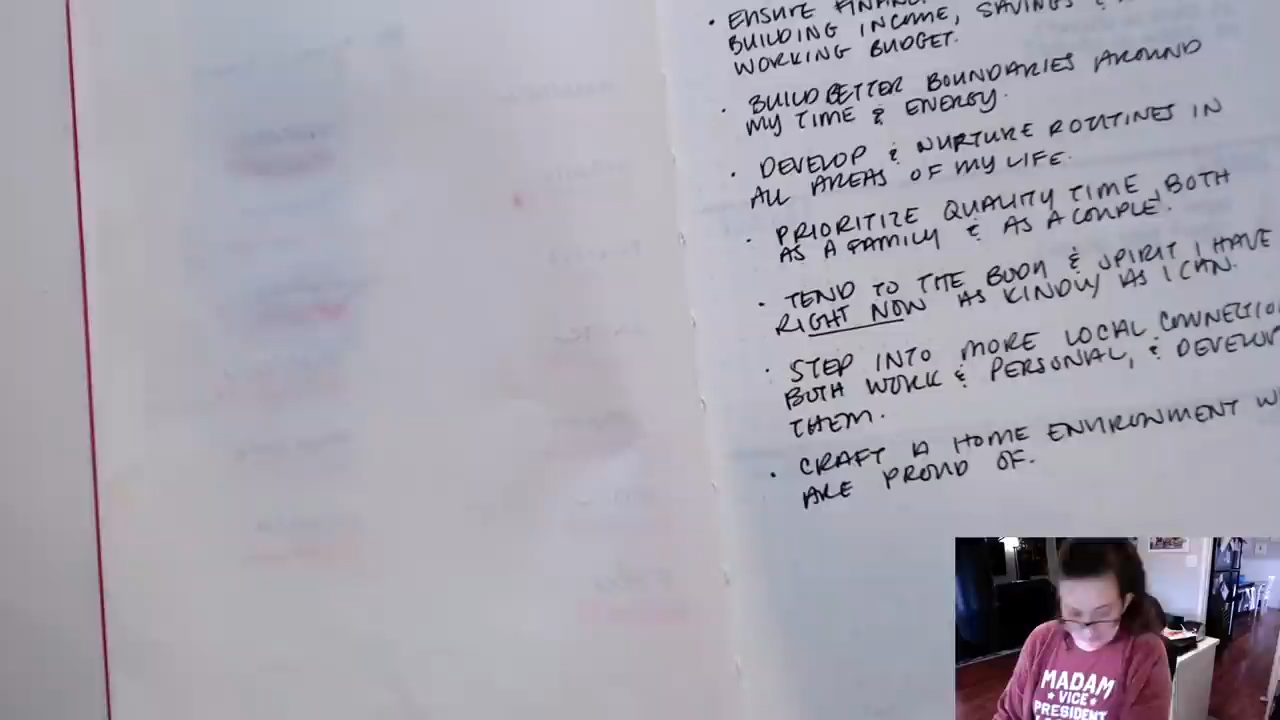 • ENSURE
BUILDING INCOME, SAVINGS &
WORKING BUDGET.
• BUILD BETTER BOUNDARIES AROUND
MY TIME & ENERGY.
• DEVELOP & NURTURE ROUTINES IN
ALL AREAS OF MY LIFE.
• PRIORITIZE QUALITY TIME, BOTH
AS A FAMILY & AS A COUPLE.
• TEND TO THE BODY & SPIRIT I HAVE
RIGHT NOW AS KINDLY AS I CAN.
• STEP INTO MORE LOCAL
BOTH WORK & PERSONAL, & DEVELOP
THEM.
• CRAFT A HOME ENVIRONMENT
ARE PROUD OF.
MADAM
VICE
PRESIDENT